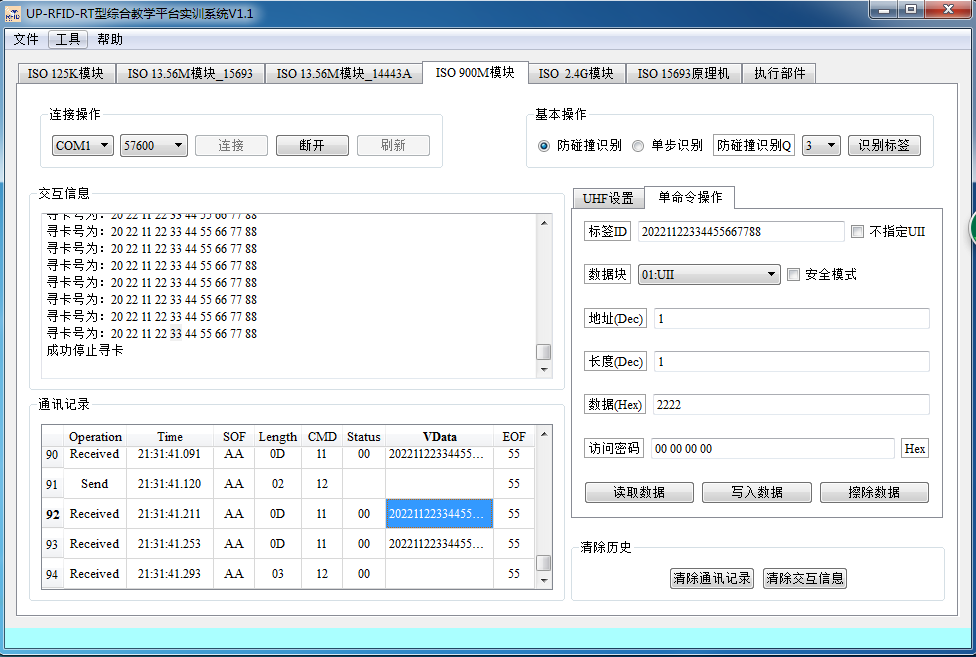 UP-RFID-RT型综合教学平台实训系统V1.1
文件 工具 帮助
ISO 125K模块 ISO 13.56M模块_15693 ISO 13.56M模块_14443A ISO 900M模块 ISO 2.4G模块 ISO 15693原理机 执行部件
连接操作
COM1 57600 连接 断开 刷新
基本操作
防碰撞识别 单步识别 防碰撞识别Q 3 识别标签
交互信息
寻卡号为：20 22 11 22 33 44 55 66 77 88
寻卡号为：20 22 11 22 33 44 55 66 77 88
寻卡号为：20 22 11 22 33 44 55 66 77 88
寻卡号为：20 22 11 22 33 44 55 66 77 88
寻卡号为：20 22 11 22 33 44 55 66 77 88
寻卡号为：20 22 11 22 33 44 55 66 77 88
寻卡号为：20 22 11 22 33 44 55 66 77 88
寻卡号为：20 22 11 22 33 44 55 66 77 88
成功停止寻卡
通讯记录
Operation Time SOF Length CMD Status VData EOF
90 Received 21:31:41.091 AA 0D 11 00 20221122334455... 55
91 Send 21:31:41.120 AA 02 12 55
92 Received 21:31:41.211 AA 0D 11 00 20221122334455... 55
93 Received 21:31:41.253 AA 0D 11 00 20221122334455... 55
94 Received 21:31:41.293 AA 03 12 00 55
UHF设置 单命令操作
标签ID 20221122334455667788 不指定UII
数据块 01:UII 安全模式
地址(Dec) 1
长度(Dec) 1
数据(Hex) 2222
访问密码 00 00 00 00 Hex
读取数据 写入数据 擦除数据
清除历史
清除通讯记录 清除交互信息